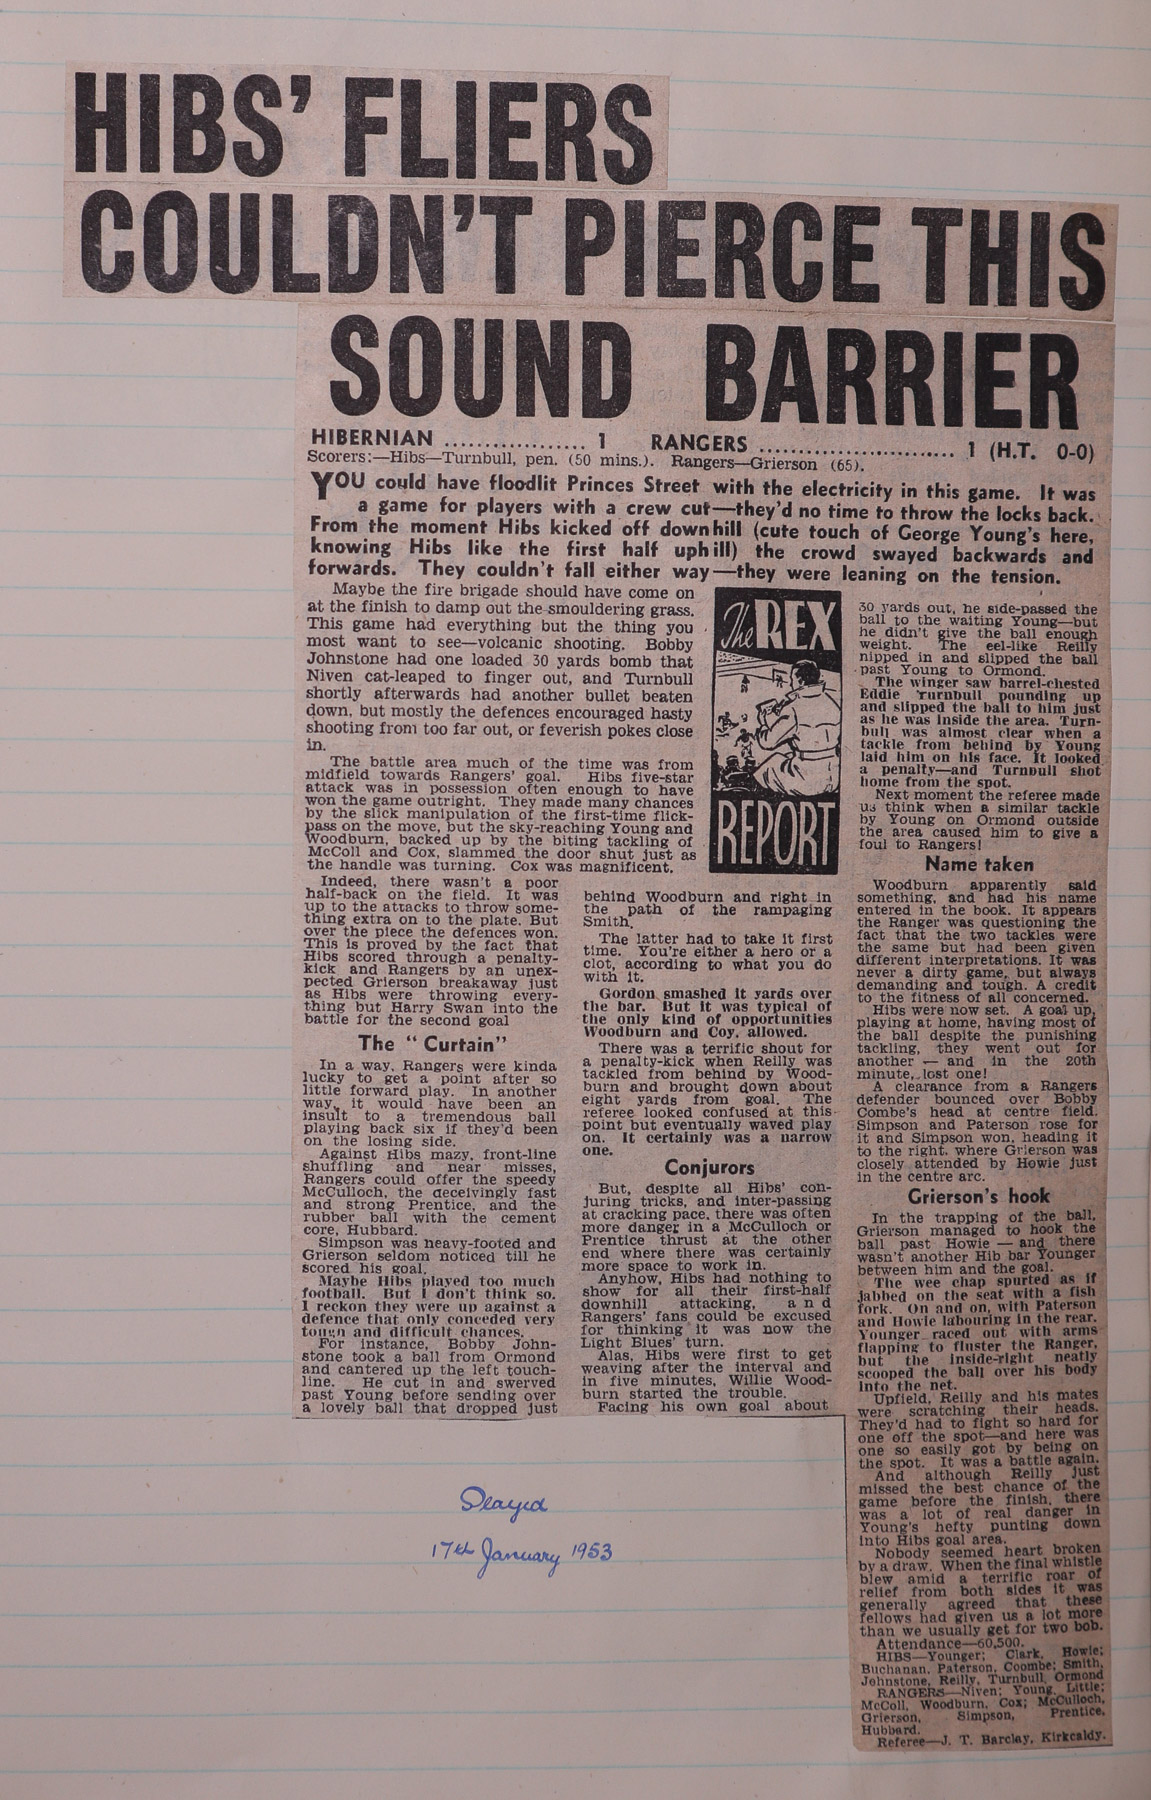 HIBS' FLIERS
COULDN'T PIERCE THIS
SOUND BARRIER
HIBERNIAN .................. 1 RANGERS ........................... 1 (H.T. 0-0)
Scorers:—Hibs—Turnbull, pen. (50 mins.). Rangers—Grierson (65).
YOU could have floodlit Princes Street with the electricity in this game. It was
a game for players with a crew cut—they'd no time to throw the locks back.
From the moment Hibs kicked off downhill (cute touch of George Young's here,
knowing Hibs like the first half uphill) the crowd swayed backwards and
forwards. They couldn't fall either way—they were leaning on the tension.
Maybe the fire brigade should have come on
at the finish to damp out the smouldering grass.
This game had everything but the thing you
most want to see—volcanic shooting. Bobby
Johnstone had one loaded 30 yards bomb that
Niven cat-leaped to finger out, and Turnbull
shortly afterwards had another bullet beaten
down, but mostly the defences encouraged hasty
shooting from too far out, or feverish pokes close
in.
The battle area much of the time was from
midfield towards Rangers' goal. Hibs five-star
attack was in possession often enough to have
won the game outright. They made many chances
by the slick manipulation of the first-time flick-
pass on the move, but the sky-reaching Young and
Woodburn, backed up by the biting tackling of
McColl and Cox, slammed the door shut just as
the handle was turning. Cox was magnificent.
The REX
REPORT
Indeed, there wasn't a poor
half-back on the field. It was
up to the attacks to throw some-
thing extra on to the plate. But
over the piece the defences won.
This is proved by the fact that
Hibs scored through a penalty-
kick and Rangers by an unex-
pected Grierson breakaway just
as Hibs were throwing every-
thing but Harry Swan into the
battle for the second goal
The "Curtain"
In a way, Rangers were kinda
lucky to get a point after so
little forward play. In another
way, it would have been an
insult to a tremendous ball
playing back six if they'd been
on the losing side.
Against Hibs mazy, front-line
shuffling and near misses,
Rangers could offer the speedy
McCulloch, the deceivingly fast
and strong Prentice, and the
rubber ball with the cement
core, Hubbard.
Simpson was heavy-footed and
Grierson seldom noticed till he
scored his goal.
Maybe Hibs played too much
football. But I don't think so.
I reckon they were up against a
defence that only conceded very
tough and difficult chances.
For instance, Bobby John-
stone took a ball from Ormond
and cantered up the left touch-
line. He cut in and swerved
past Young before sending over
a lovely ball that dropped just
behind Woodburn and right in
the path of the rampaging
Smith.
The latter had to take it first
time. You're either a hero or a
clot, according to what you do
with it.
Gordon smashed it yards over
the bar. But it was typical of
the only kind of opportunities
Woodburn and Coy. allowed.
There was a terrific shout for
a penalty-kick when Reilly was
tackled from behind by Wood-
burn and brought down about
eight yards from goal. The
referee looked confused at this
point but eventually waved play
on. It certainly was a narrow
one.
Conjurors
But, despite all Hibs' con-
juring tricks, and inter-passing
at cracking pace, there was often
more danger in a McCulloch or
Prentice thrust at the other
end where there was certainly
more space to work in.
Anyhow, Hibs had nothing to
show for all their first-half
downhill attacking, and
Rangers' fans could be excused
for thinking it was now the
Light Blues' turn.
Alas, Hibs were first to get
weaving after the interval and
in five minutes, Willie Wood-
burn started the trouble.
Facing his own goal about
30 yards out, he side-passed the
ball to the waiting Young—but
he didn't give the ball enough
weight. The eel-like Reilly
nipped in and slipped the ball
past Young to Ormond.
The winger saw barrel-chested
Eddie Turnbull pounding up
and slipped the ball to him just
as he was inside the area. Turn-
bull was almost clear when a
tackle from behind by Young
laid him on his face. It looked
a penalty—and Turnbull shot
home from the spot.
Next moment the referee made
us think when a similar tackle
by Young on Ormond outside
the area caused him to give a
foul to Rangers!
Name taken
Woodburn apparently said
something, and had his name
entered in the book. It appears
the Ranger was questioning the
fact that the two tackles were
the same but had been given
different interpretations. It was
never a dirty game, but always
demanding and tough. A credit
to the fitness of all concerned.
Hibs were now set. A goal up,
playing at home, having most of
the ball despite the punishing
tackling, they went out for
another — and in the 20th
minute, lost one!
A clearance from a Rangers
defender bounced over Bobby
Combe's head at centre field.
Simpson and Paterson rose for
it and Simpson won, heading it
to the right, where Grierson was
closely attended by Howie just
in the centre arc.
Grierson's hook
In the trapping of the ball,
Grierson managed to hook the
ball past Howie — and there
wasn't another Hib bar Younger
between him and the goal.
The wee chap spurted as if
jabbed on the seat with a fish
fork. On and on, with Paterson
and Howie labouring in the rear.
Younger raced out with arms
flapping to fluster the Ranger,
but the inside-right neatly
scooped the ball over his body
into the net.
Upfield, Reilly and his mates
were scratching their heads.
They'd had to fight so hard for
one off the spot—and here was
one so easily got by being on
the spot. It was a battle again.
And although Reilly just
missed the best chance of the
game before the finish, there
was a lot of real danger in
Young's hefty punting down
into Hibs goal area.
Nobody seemed heart broken
by a draw. When the final whistle
blew amid a terrific roar of
relief from both sides it was
generally agreed that these
fellows had given us a lot more
than we usually get for two bob.
Attendance—60,500.
HIBS—Younger; Clark, Howie;
Buchanan, Paterson, Coombe; Smith,
Johnstone, Reilly, Turnbull, Ormond
RANGERS—Niven; Young, Little;
McColl, Woodburn, Cox; McCulloch,
Grierson, Simpson, Prentice,
Hubbard.
Referee—J. T. Barclay, Kirkcaldy.
Played
17th January 1953